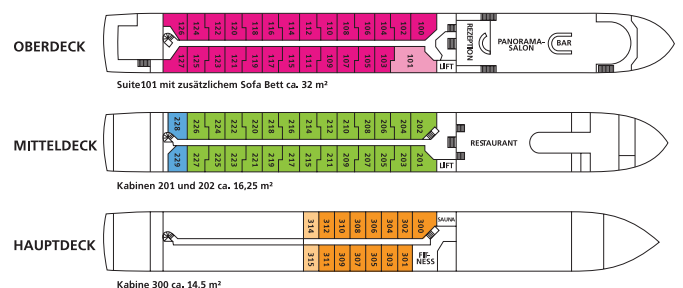 126 124 122 120 118 116 114 112 110 108 106 104 102 100
OBERDECK
REZEPTION
PANORAMA-
SALON
BAR
127 125 123 121 119 117 115 111 109 107 105 103 101
LIFT
Suite101 mit zusätzlichem Sofa Bett ca. 32 m²
228 226 224 222 220 218 216 214 212 210 208 206 204 202
MITTELDECK
RESTAURANT
229 227 225 223 221 219 217 215 211 209 207 205 203 201
LIFT
Kabinen 201 und 202 ca. 16,25 m²
314 312 310 308 306 304 302 300
SAUNA
HAUPTDECK
315 311 309 307 305 303 301
FIT-
NESS
Kabine 300 ca. 14,5 m²